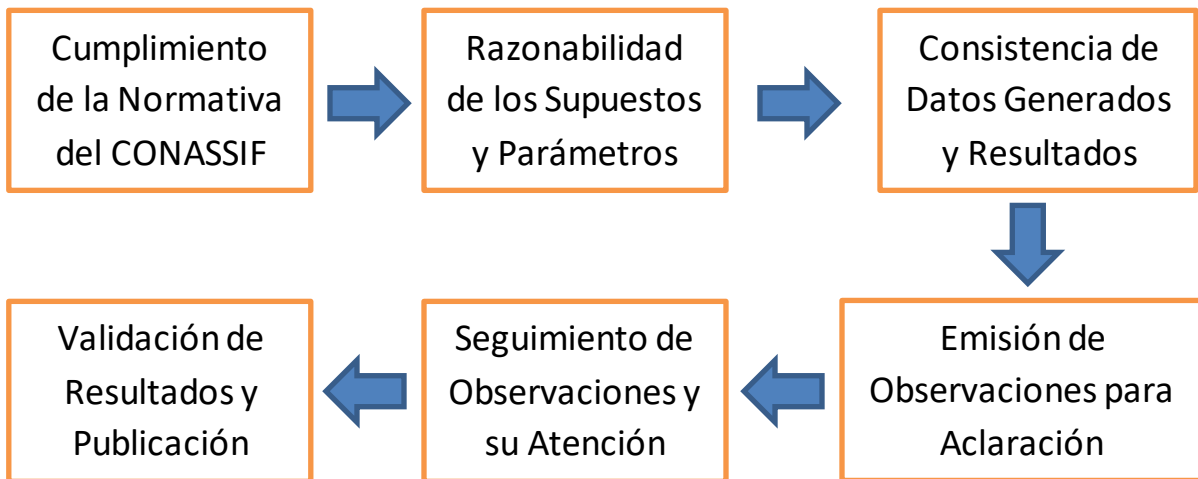 Cumplimiento
de la Normativa
del CONASSIF
Razonabilidad
de los Supuestos
y Parámetros
Consistencia de
Datos Generados
y Resultados
Emisión de
Observaciones para
Aclaración
Seguimiento de
Observaciones y
su Atención
Validación de
Resultados y
Publicación